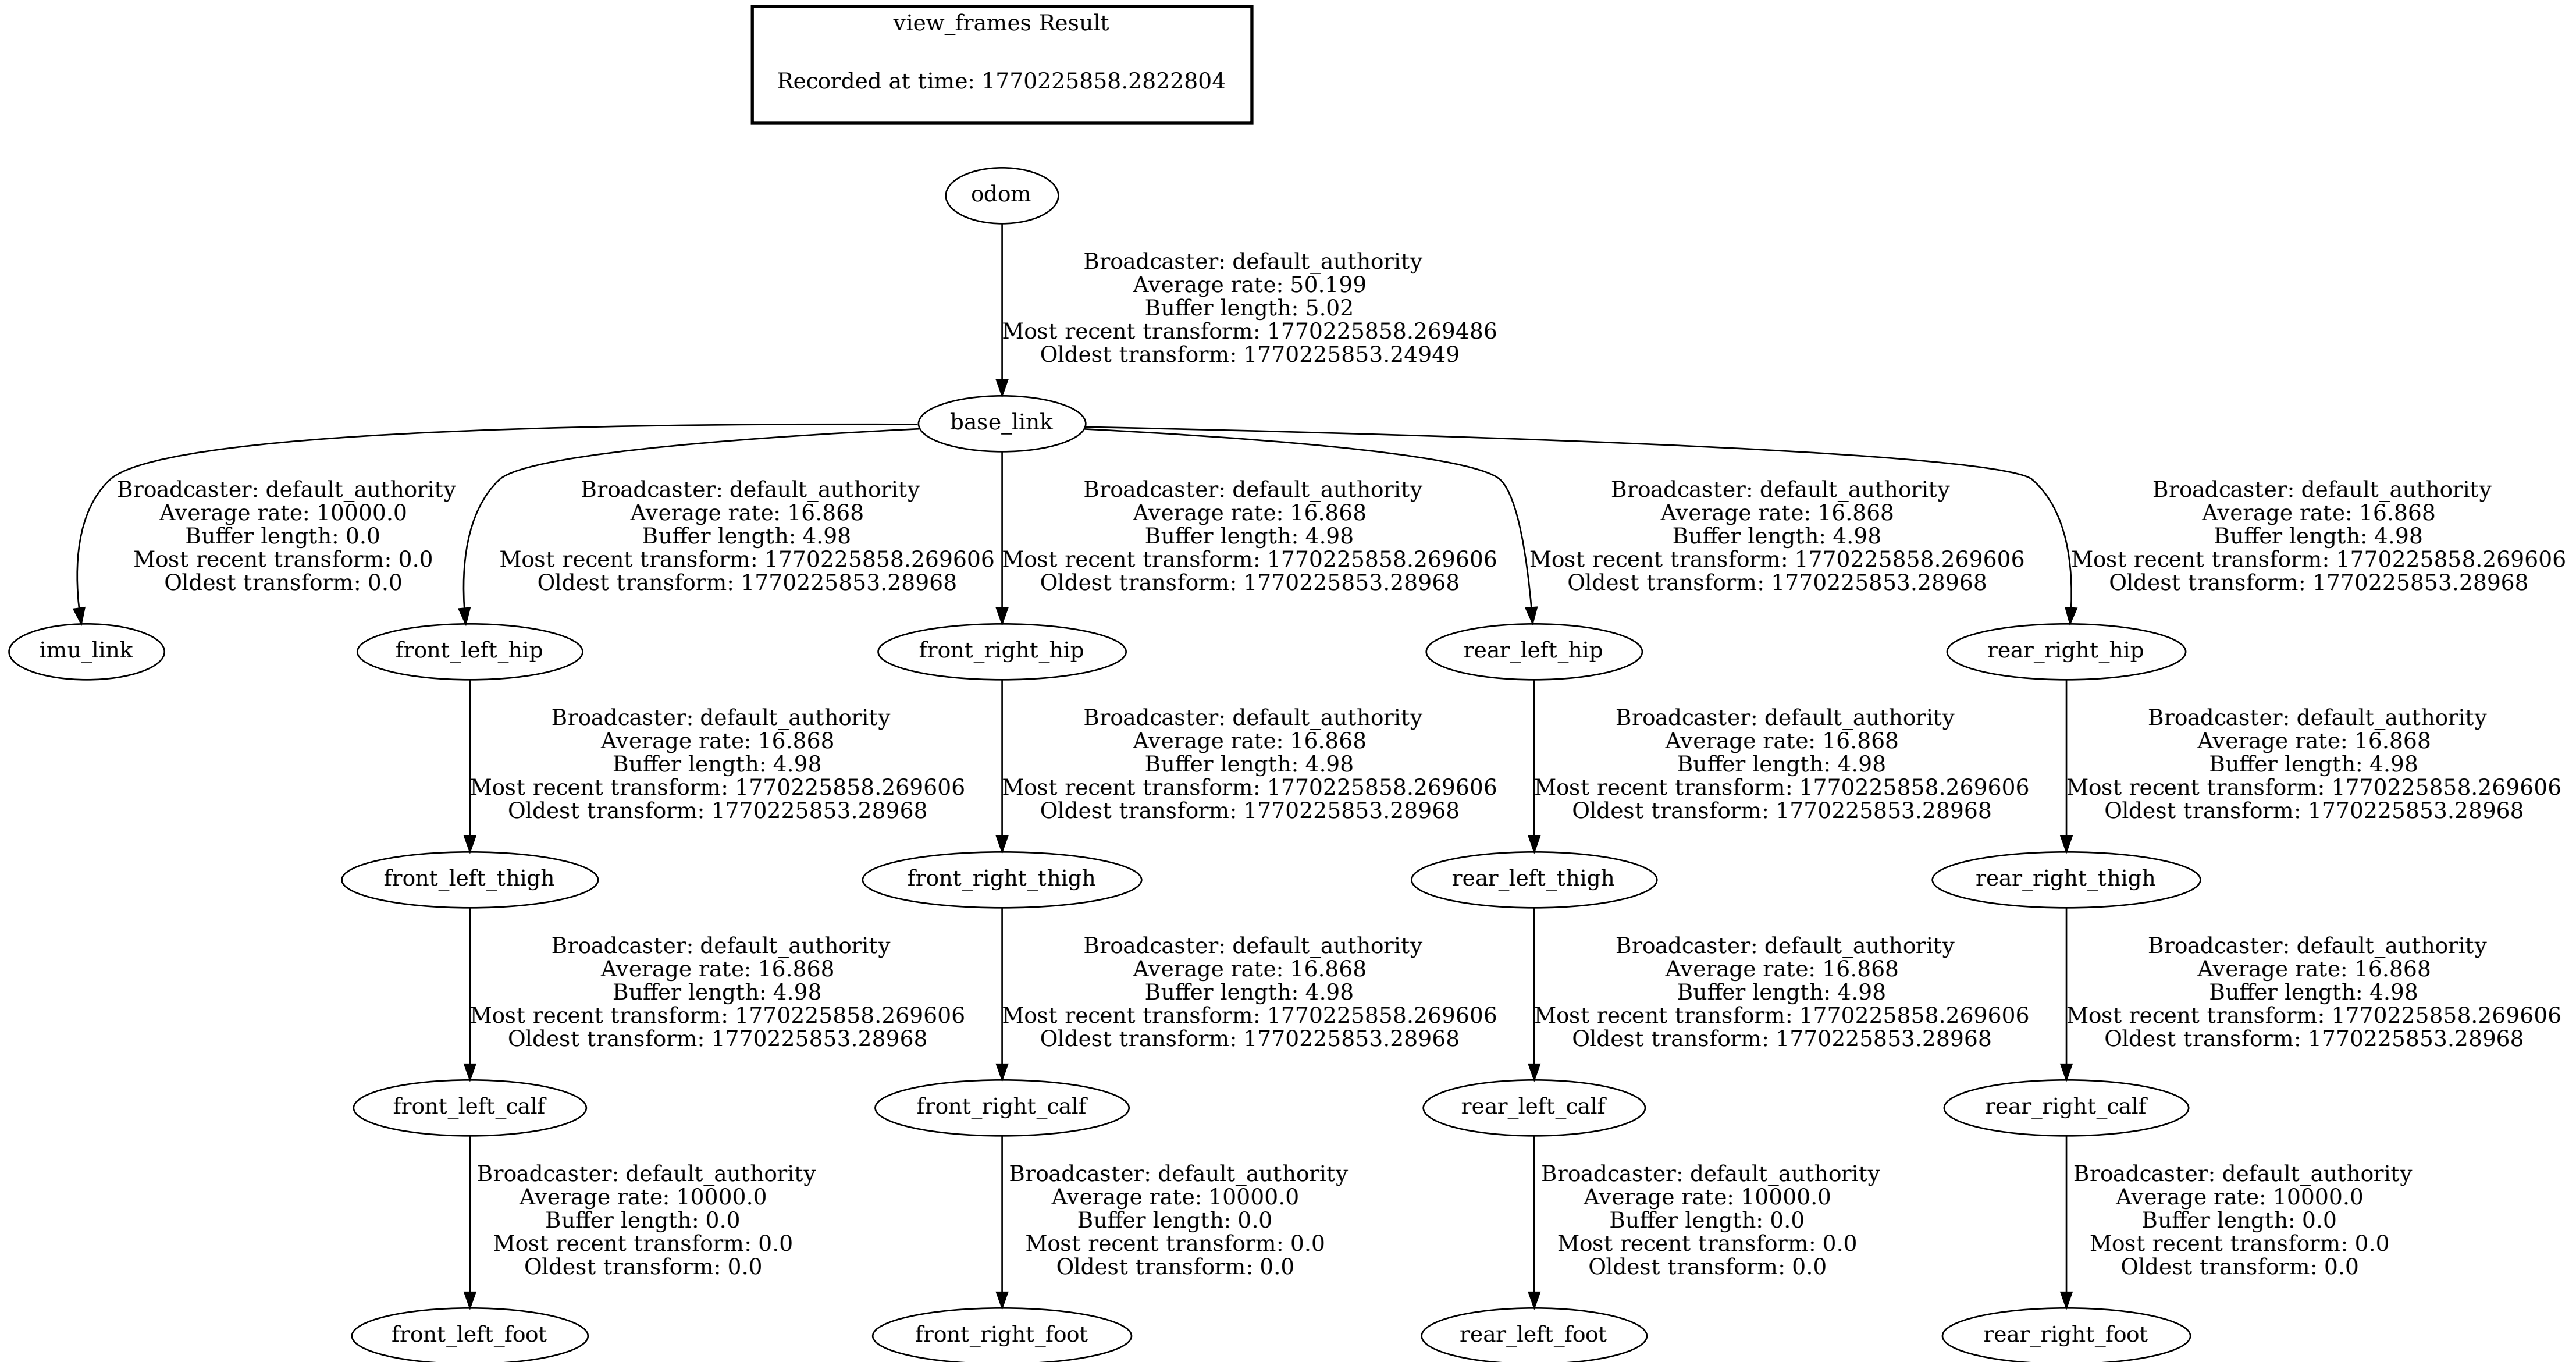 view_frames Result
Recorded at time: 1770225858.2822804
odom
Broadcaster: default_authority
Average rate: 50.199
Buffer length: 5.02
Most recent transform: 1770225858.269486
Oldest transform: 1770225853.24949
base_link
Broadcaster: default_authority
Average rate: 10000.0
Buffer length: 0.0
Most recent transform: 0.0
Oldest transform: 0.0
Broadcaster: default_authority
Average rate: 16.868
Buffer length: 4.98
Most recent transform: 1770225858.269606
Oldest transform: 1770225853.28968
Broadcaster: default_authority
Average rate: 16.868
Buffer length: 4.98
Most recent transform: 1770225858.269606
Oldest transform: 1770225853.28968
Broadcaster: default_authority
Average rate: 16.868
Buffer length: 4.98
Most recent transform: 1770225858.269606
Oldest transform: 1770225853.28968
Broadcaster: default_authority
Average rate: 16.868
Buffer length: 4.98
Most recent transform: 1770225858.269606
Oldest transform: 1770225853.28968
imu_link
front_left_hip
front_right_hip
rear_left_hip
rear_right_hip
Broadcaster: default_authority
Average rate: 16.868
Buffer length: 4.98
Most recent transform: 1770225858.269606
Oldest transform: 1770225853.28968
Broadcaster: default_authority
Average rate: 16.868
Buffer length: 4.98
Most recent transform: 1770225858.269606
Oldest transform: 1770225853.28968
Broadcaster: default_authority
Average rate: 16.868
Buffer length: 4.98
Most recent transform: 1770225858.269606
Oldest transform: 1770225853.28968
Broadcaster: default_authority
Average rate: 16.868
Buffer length: 4.98
Most recent transform: 1770225858.269606
Oldest transform: 1770225853.28968
front_left_thigh
front_right_thigh
rear_left_thigh
rear_right_thigh
Broadcaster: default_authority
Average rate: 16.868
Buffer length: 4.98
Most recent transform: 1770225858.269606
Oldest transform: 1770225853.28968
Broadcaster: default_authority
Average rate: 16.868
Buffer length: 4.98
Most recent transform: 1770225858.269606
Oldest transform: 1770225853.28968
Broadcaster: default_authority
Average rate: 16.868
Buffer length: 4.98
Most recent transform: 1770225858.269606
Oldest transform: 1770225853.28968
Broadcaster: default_authority
Average rate: 16.868
Buffer length: 4.98
Most recent transform: 1770225858.269606
Oldest transform: 1770225853.28968
front_left_calf
front_right_calf
rear_left_calf
rear_right_calf
Broadcaster: default_authority
Average rate: 10000.0
Buffer length: 0.0
Most recent transform: 0.0
Oldest transform: 0.0
Broadcaster: default_authority
Average rate: 10000.0
Buffer length: 0.0
Most recent transform: 0.0
Oldest transform: 0.0
Broadcaster: default_authority
Average rate: 10000.0
Buffer length: 0.0
Most recent transform: 0.0
Oldest transform: 0.0
Broadcaster: default_authority
Average rate: 10000.0
Buffer length: 0.0
Most recent transform: 0.0
Oldest transform: 0.0
front_left_foot
front_right_foot
rear_left_foot
rear_right_foot